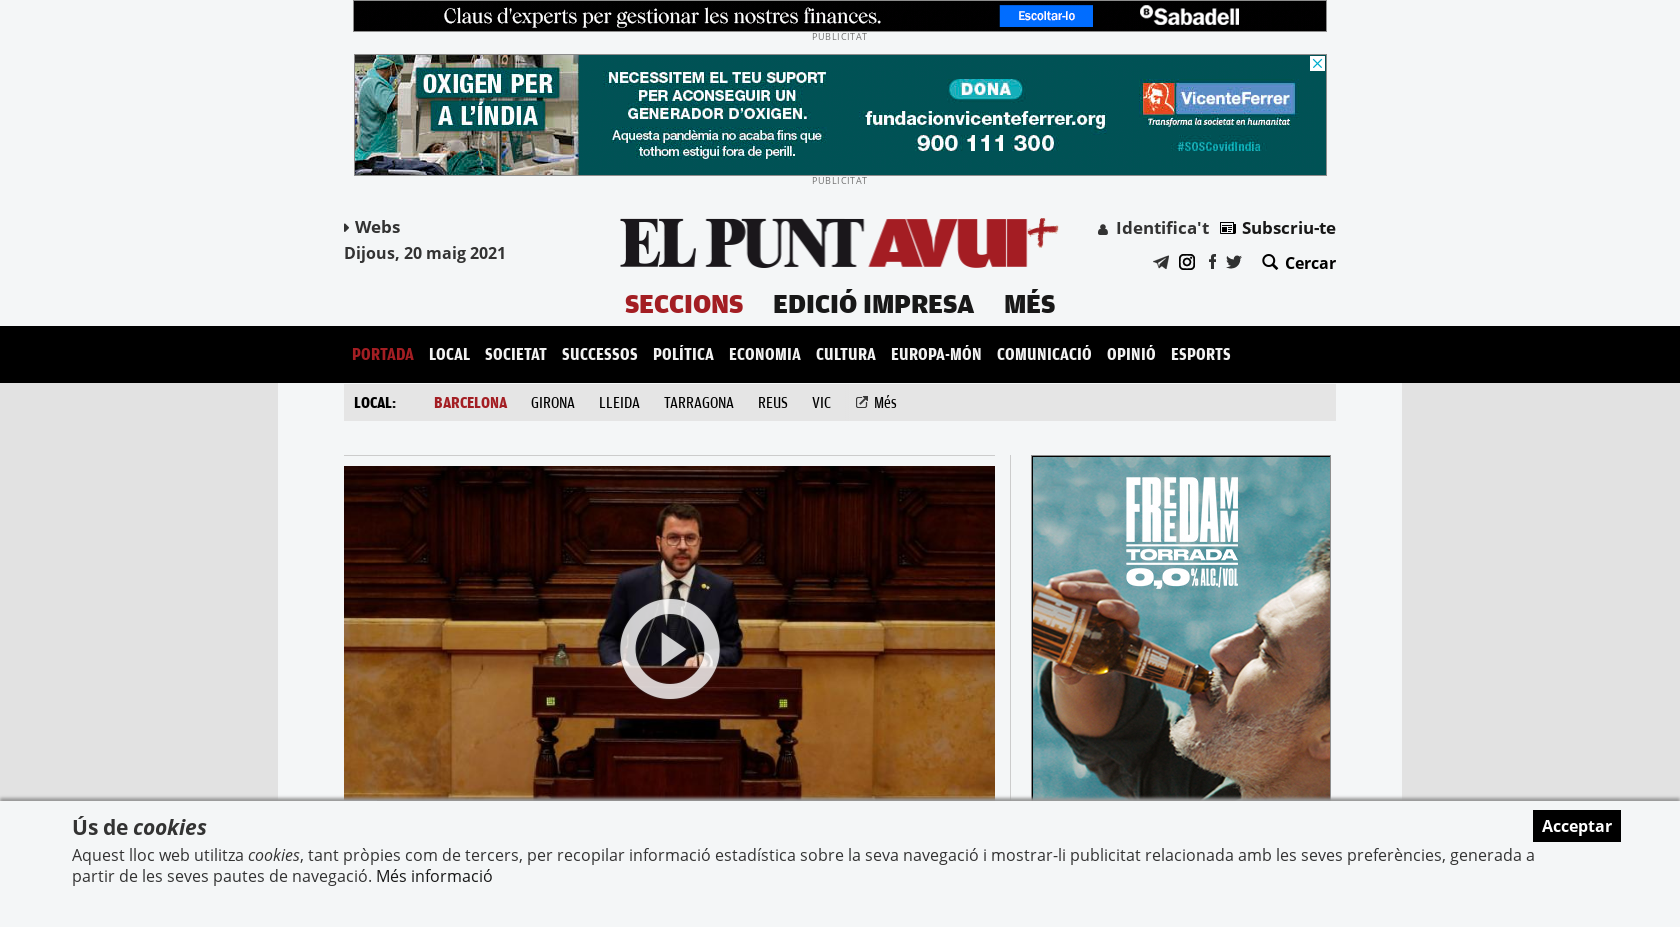 Claus d'experts per gestionar les nostres finances.
Escoltar-lo
Sabadell
PUBLICITAT
OXIGEN PER
A L'ÍNDIA
NECESSITEM EL TEU SUPORT
PER ACONSEGUIR UN
GENERADOR D'OXIGEN.
Aquesta pandèmia no acaba fins que
tothom estigui fora de perill.
DONA
fundacionvicenteferrer.org
900 111 300
VicenteFerrer
Transforma la societat en humanitat
#SOSCovidIndia
PUBLICITAT
Webs
Dijous, 20 maig 2021
EL PUNT AVUI+
Identifica't Subscriu-te
Cercar
SECCIONS EDICIÓ IMPRESA MÉS
PORTADA LOCAL SOCIETAT SUCCESSOS POLÍTICA ECONOMIA CULTURA EUROPA-MÓN COMUNICACIÓ OPINIÓ ESPORTS
LOCAL: BARCELONA GIRONA LLEIDA TARRAGONA REUS VIC Més
FREE DAMM
TORRADA
0,0% ALC./VOL
Ús de cookies
Acceptar
Aquest lloc web utilitza cookies, tant pròpies com de tercers, per recopilar informació estadística sobre la seva navegació i mostrar-li publicitat relacionada amb les seves preferències, generada a
partir de les seves pautes de navegació. Més informació